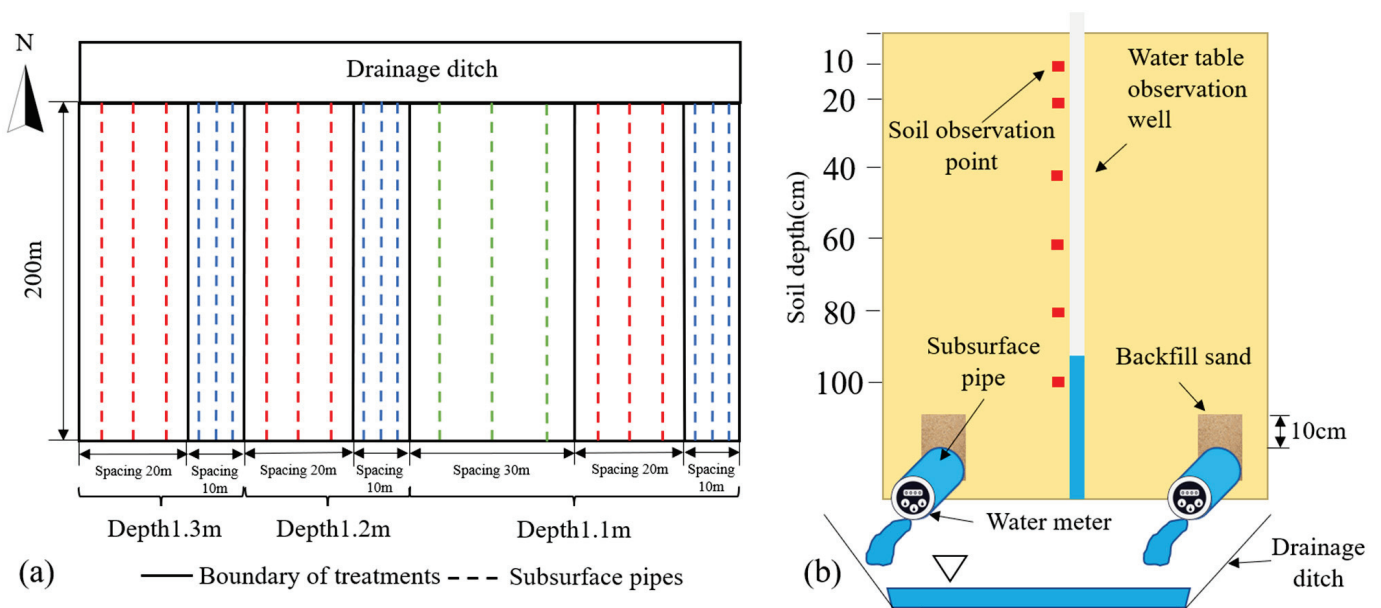 N
Drainage ditch
200m
Spacing 20m
Spacing
10m
Spacing 20m
Spacing
10m
Spacing 30m
Spacing 20m
Spacing
10m
Depth1.3m
Depth1.2m
Depth1.1m
(a)
Boundary of treatments
Subsurface pipes
Soil depth(cm)
10
20
40
60
80
100
Soil observation
point
Water table
observation
well
Subsurface
pipe
Backfill sand
10cm
Water meter
Drainage
ditch
(b)